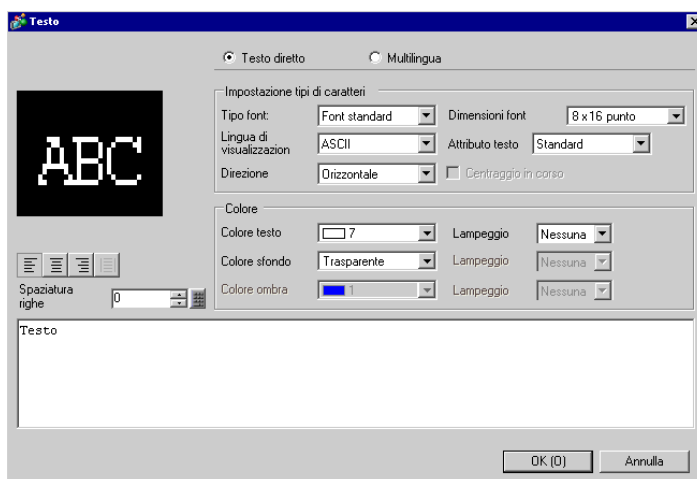 Testo
Testo diretto Multilingua
ABC
Impostazione tipi di caratteri
Tipo font: Font standard Dimensioni font 8 x 16 punto
Lingua di
visualizzazion ASCII Attributo testo Standard
Direzione Orizzontale Centraggio in corso
Colore
Colore testo 7 Lampeggio Nessuna
Colore sfondo Trasparente Lampeggio Nessuna
Colore ombra 1 Lampeggio Nessuna
Spaziatura
righe 0
Testo
OK (O) Annulla